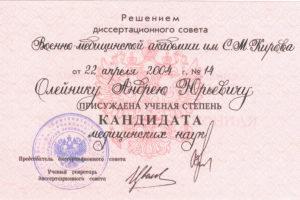 Решением
диссертационного совета
Военно-медицинской академии им С.М. Кирова
от 22 апреля 2004 г. № 14
Олейнику Андрею Юрьевичу
ПРИСУЖДЕНА УЧЕНАЯ СТЕПЕНЬ
КАНДИДАТА
медицинских наук
Председатель диссертационного совета
Ученый секретарь
диссертационного совета